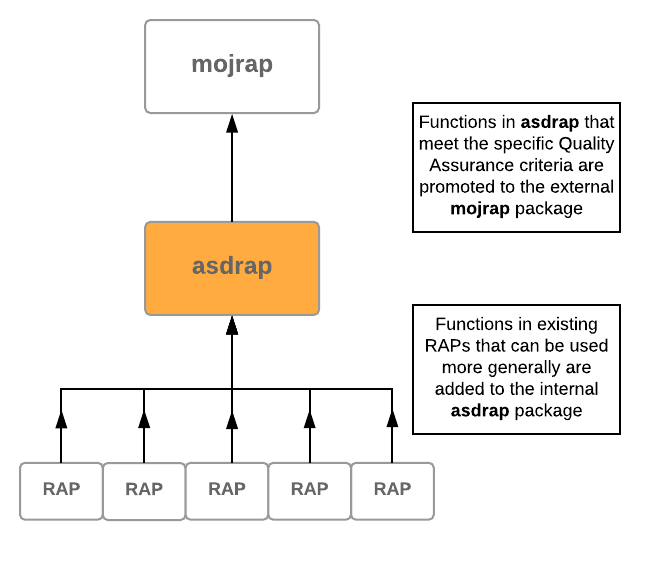 mojrap
Functions in asdrap that
meet the specific Quality
Assurance criteria are
promoted to the external
mojrap package
asdrap
Functions in existing
RAPs that can be used
more generally are
added to the internal
asdrap package
RAP RAP RAP RAP RAP